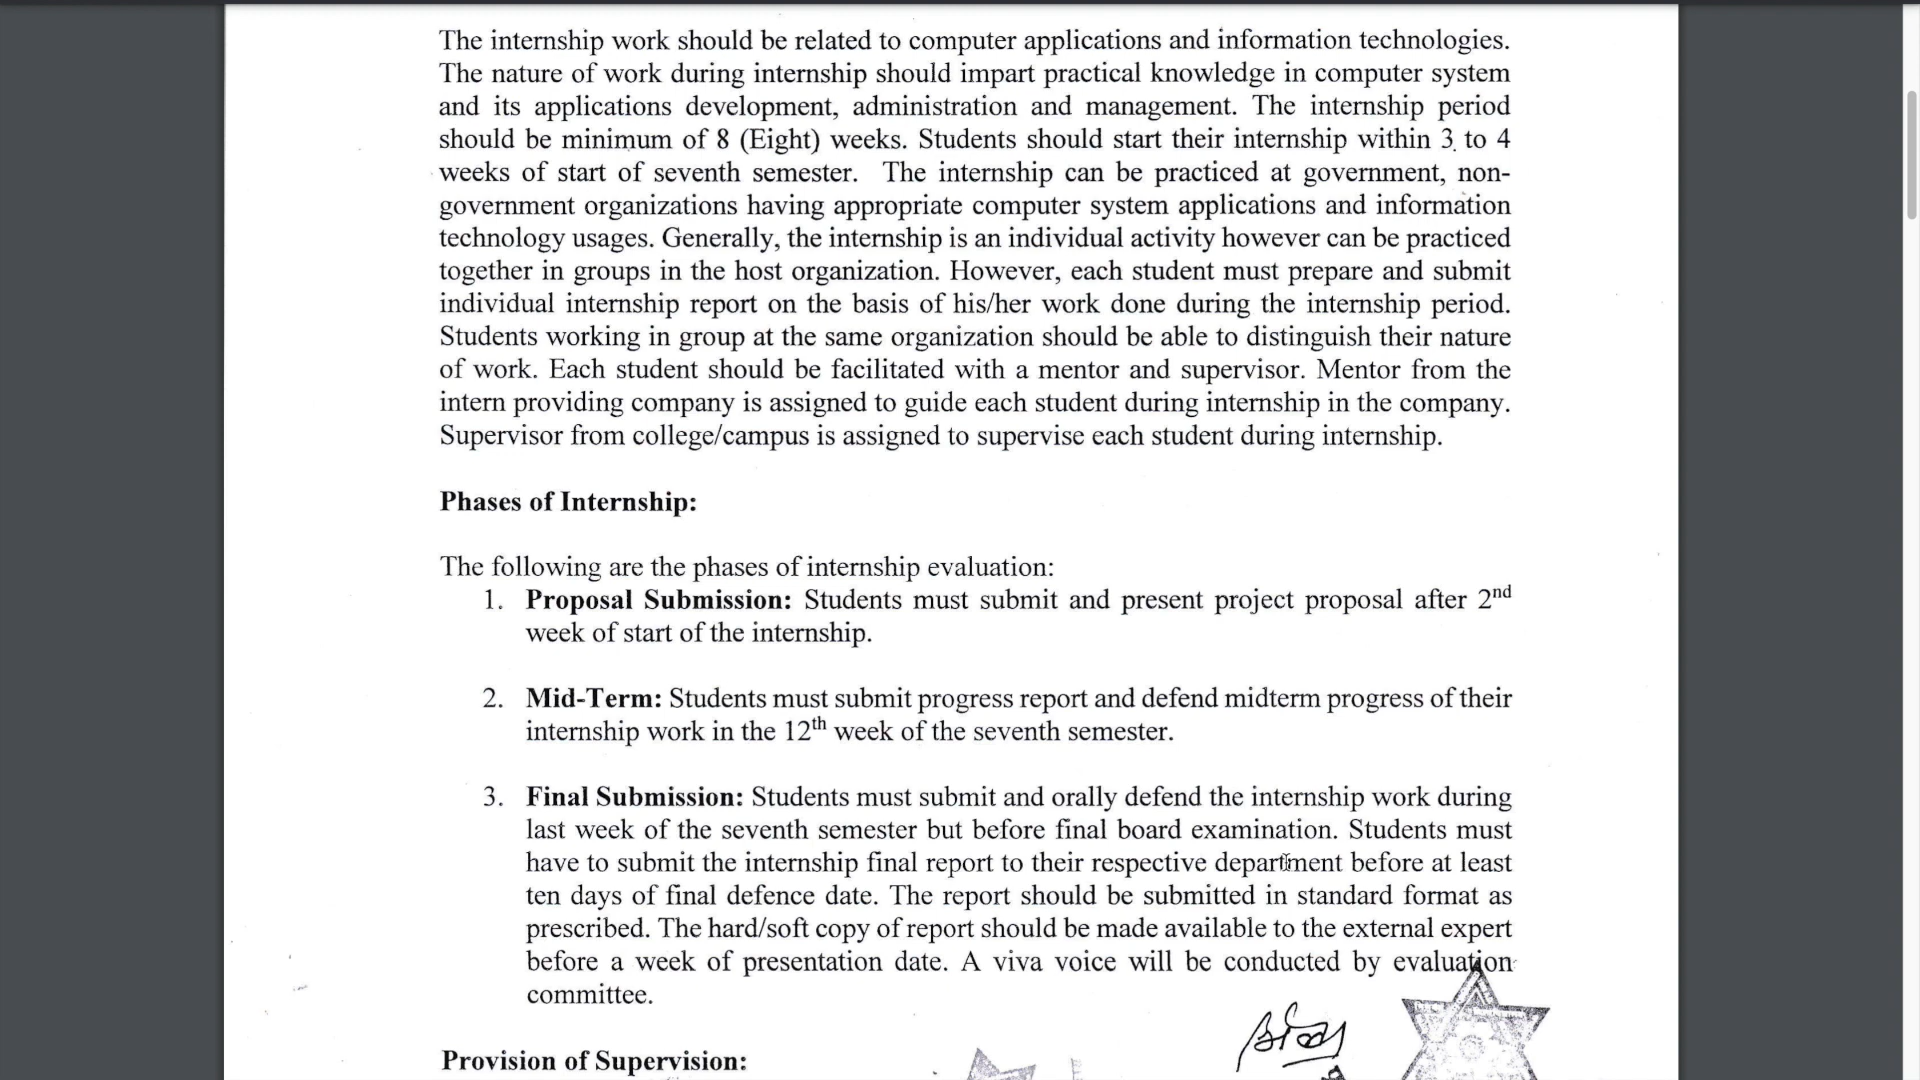 The internship work should be related to computer applications and information technologies.
The nature of work during internship should impart practical knowledge in computer system
and its applications development, administration and management. The internship period
should be minimum of 8 (Eight) weeks. Students should start their internship within 3 to 4
weeks of start of seventh semester. The internship can be practiced at government, non-
government organizations having appropriate computer system applications and information
technology usages. Generally, the internship is an individual activity however can be practiced
together in groups in the host organization. However, each student must prepare and submit
individual internship report on the basis of his/her work done during the internship period.
Students working in group at the same organization should be able to distinguish their nature
of work. Each student should be facilitated with a mentor and supervisor. Mentor from the
intern providing company is assigned to guide each student during internship in the company.
Supervisor from college/campus is assigned to supervise each student during internship.
Phases of Internship:
The following are the phases of internship evaluation:
1. Proposal Submission: Students must submit and present project proposal after 2nd
week of start of the internship.
2. Mid-Term: Students must submit progress report and defend midterm progress of their
internship work in the 12th week of the seventh semester.
3. Final Submission: Students must submit and orally defend the internship work during
last week of the seventh semester but before final board examination. Students must
have to submit the internship final report to their respective department before at least
ten days of final defence date. The report should be submitted in standard format as
prescribed. The hard/soft copy of report should be made available to the external expert
before a week of presentation date. A viva voice will be conducted by evaluation
committee.
Provision of Supervision: